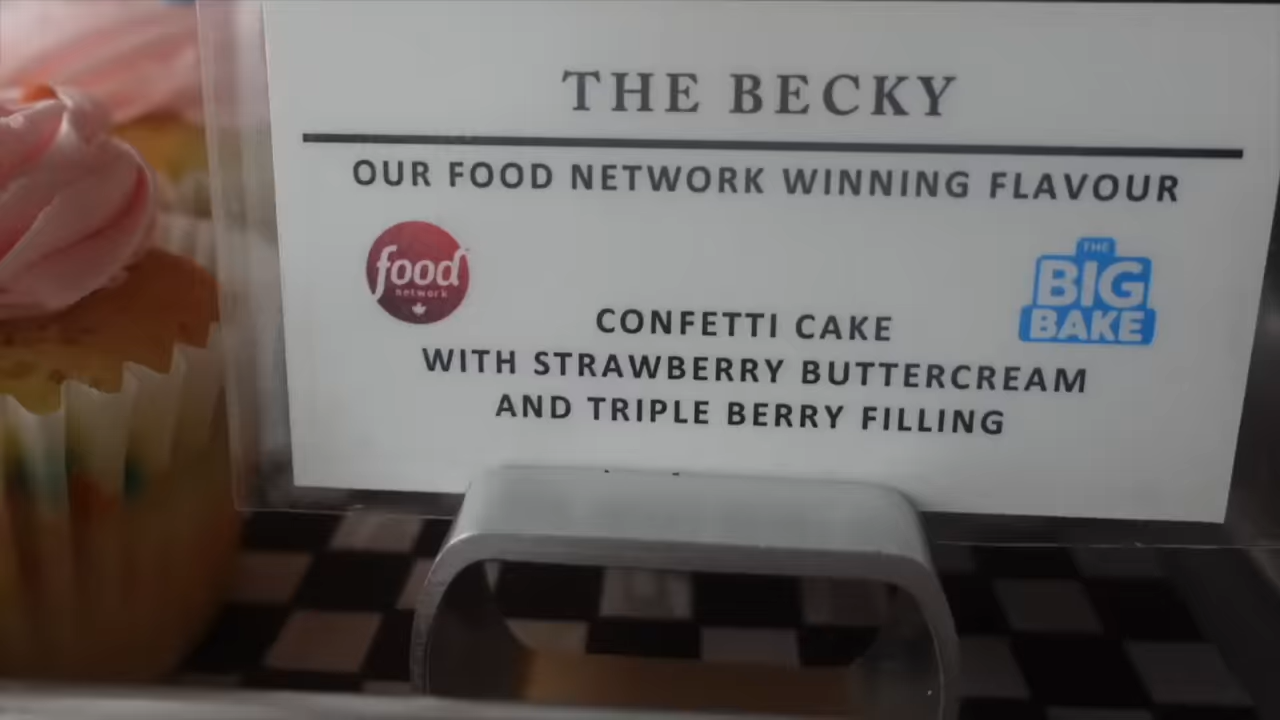 THE BECKY
OUR FOOD NETWORK WINNING FLAVOUR
food
network
THE
BIG
BAKE
CONFETTI CAKE
WITH STRAWBERRY BUTTERCREAM
AND TRIPLE BERRY FILLING